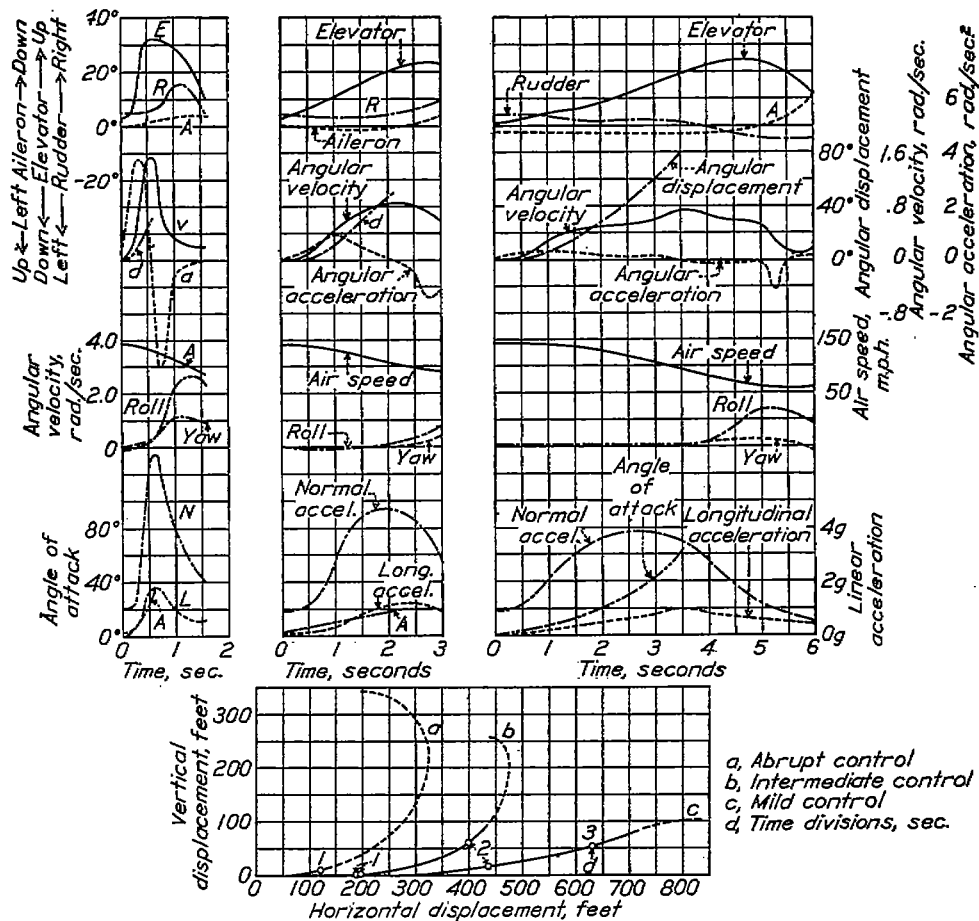 40°
20°
0°
-20°
E
R
A
v
d
a
Up ← Left Aileron → Down
Down ← Elevator → Up
Left ← Rudder → Right
Elevator
R
Aileron
Angular
velocity
d
Angular
acceleration
Elevator
Rudder
A
Angular
displacement
Angular
velocity
Angular
acceleration
80°
40°
0°
Angular displacement
1.6
.8
0
-.8
Angular velocity, rad/sec.
6
4
2
0
-2
Angular acceleration, rad/sec²
4.0
2.0
0
Angular
velocity,
rad/sec.
A
Roll
Yaw
Air speed
Roll
Yaw
Air speed
Roll
Yaw
150
50
Air speed,
m.p.h.
80°
40°
0°
Angle of
attack
N
L
A
Normal
accel.
Long.
accel.
A
Angle
of
attack
Normal
accel.
Longitudinal
acceleration
4g
2g
0g
Linear
acceleration
0 1 2
Time, sec.
0 1 2 3
Time, seconds
0 1 2 3 4 5 6
Time, seconds
300
200
100
0
Vertical
displacement, feet
a
b
c
1
1
2
3
d
0 100 200 300 400 500 600 700 800
Horizontal displacement, feet
a, Abrupt control
b, Intermediate control
c, Mild control
d, Time divisions, sec.